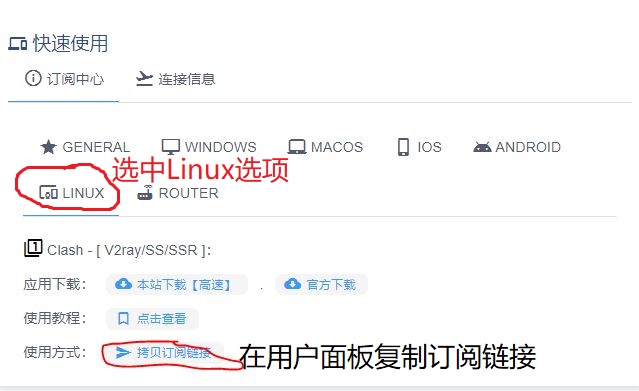 快速使用
订阅中心 连接信息
GENERAL WINDOWS MACOS IOS ANDROID
选中Linux选项
LINUX ROUTER
1 Clash - [ V2ray/SS/SSR ]：
应用下载： 本站下载【高速】 . 官方下载
使用教程： 点击查看
使用方式： 拷贝订阅链接 在用户面板复制订阅链接